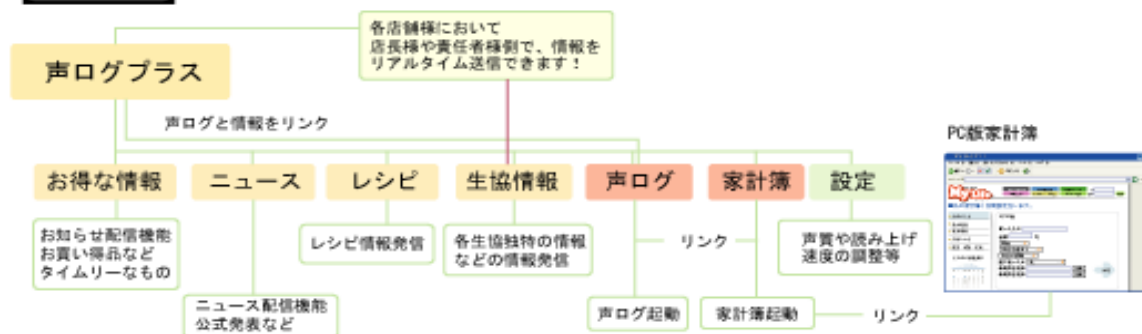 各店舗様において
店長様や責任者様側で、情報を
リアルタイム送信できます！
声ログプラス
声ログと情報をリンク
PC版家計簿
お得な情報
ニュース
レシピ
生協情報
声ログ
家計簿
設定
お知らせ配信機能
お買い得品など
タイムリーなもの
レシピ情報発信
各生協独特の情報
などの情報発信
リンク
声質や読み上げ
速度の調整等
ニュース配信機能
公式発表など
声ログ起動
家計簿起動
リンク